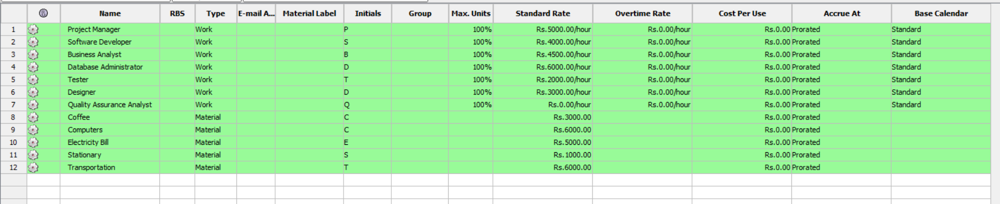 Name RBS Type E-mail A... Material Label Initials Group Max. Units Standard Rate Overtime Rate Cost Per Use Accrue At Base Calendar
1 Project Manager Work P 100% Rs.5000.00/hour Rs.0.00/hour Rs.0.00 Prorated Standard
2 Software Developer Work S 100% Rs.4000.00/hour Rs.0.00/hour Rs.0.00 Prorated Standard
3 Business Analyst Work B 100% Rs.4500.00/hour Rs.0.00/hour Rs.0.00 Prorated Standard
4 Database Administrator Work D 100% Rs.6000.00/hour Rs.0.00/hour Rs.0.00 Prorated Standard
5 Tester Work T 100% Rs.2000.00/hour Rs.0.00/hour Rs.0.00 Prorated Standard
6 Designer Work D 100% Rs.3000.00/hour Rs.0.00/hour Rs.0.00 Prorated Standard
7 Quality Assurance Analyst Work Q 100% Rs.0.00/hour Rs.0.00/hour Rs.0.00 Prorated Standard
8 Coffee Material C Rs.3000.00 Rs.0.00 Prorated
9 Computers Material C Rs.6000.00 Rs.0.00 Prorated
10 Electricity Bill Material E Rs.5000.00 Rs.0.00 Prorated
11 Stationary Material S Rs.1000.00 Rs.0.00 Prorated
12 Transportation Material T Rs.6000.00 Rs.0.00 Prorated